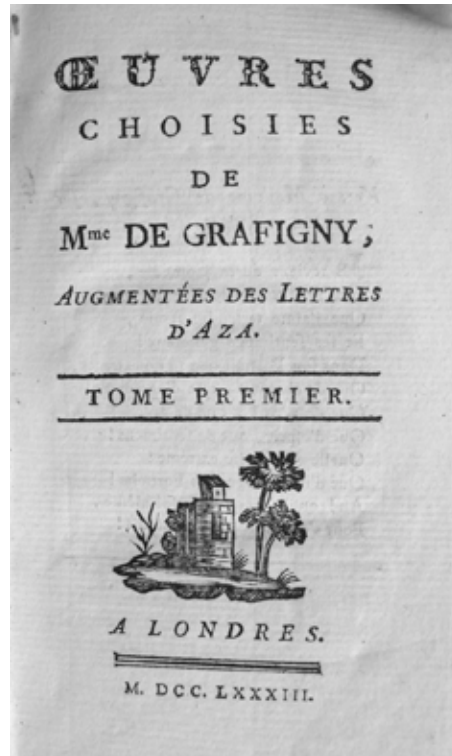 ŒUVRES
CHOISIES
DE
Mme DE GRAFIGNY,
AUGMENTÉES DES LETTRES
D'AZA.
TOME PREMIER.
A LONDRES.
M. DCC. LXXXIII.